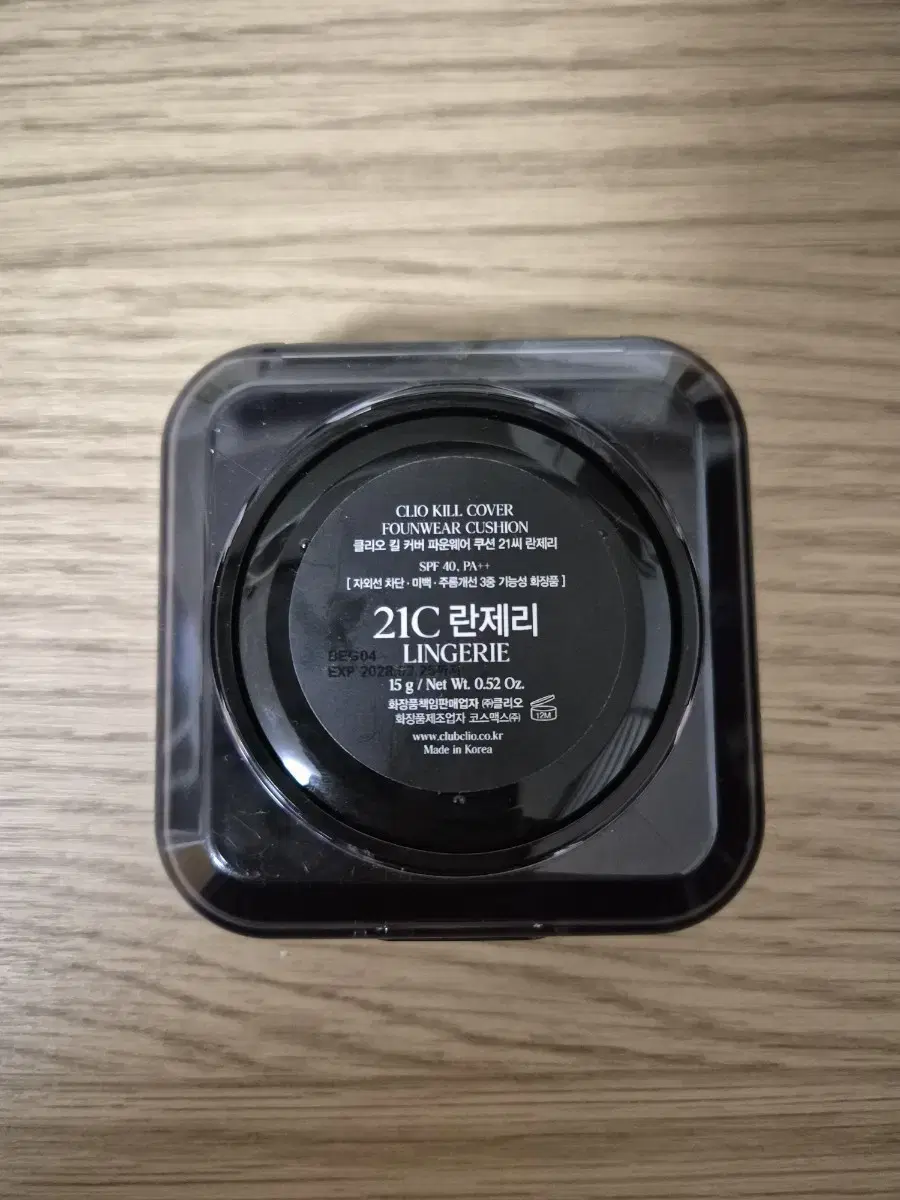 CLIO KILL COVER
FOUNWEAR CUSHION
클리오 킬 커버 파운웨어 쿠션 21씨 란제리
SPF 40, PA++
[ 자외선 차단 · 미백 · 주름개선 3중 기능성 화장품 ]
21C 란제리
LINGERIE
BEG04
EXP
15 g / Net Wt. 0.52 Oz.
화장품책임판매업자 ㈜클리오
화장품제조업자 코스맥스㈜
12M
www.clubclio.co.kr
Made in Korea